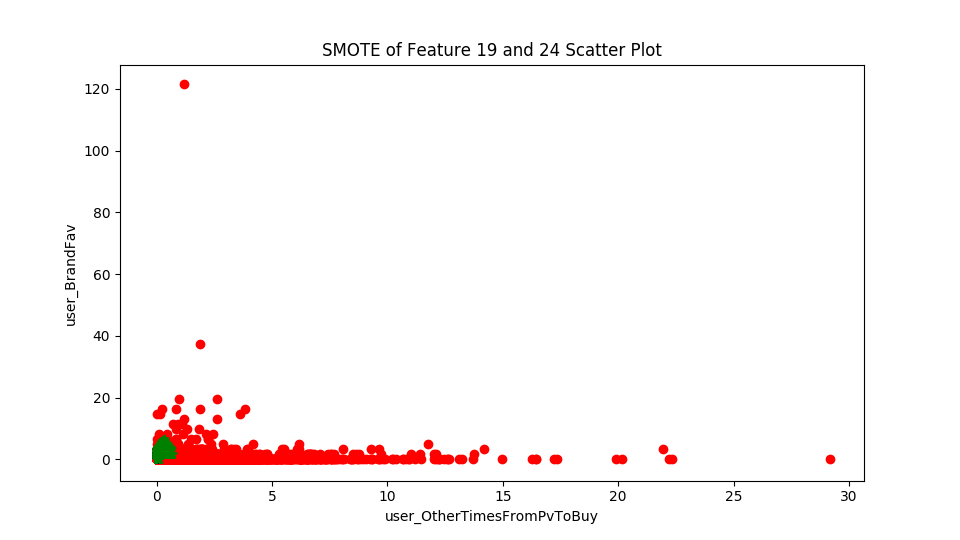 SMOTE of Feature 19 and 24 Scatter Plot
120
100
80
60
40
20
0
user_BrandFav
0 5 10 15 20 25 30
user_OtherTimesFromPvToBuy